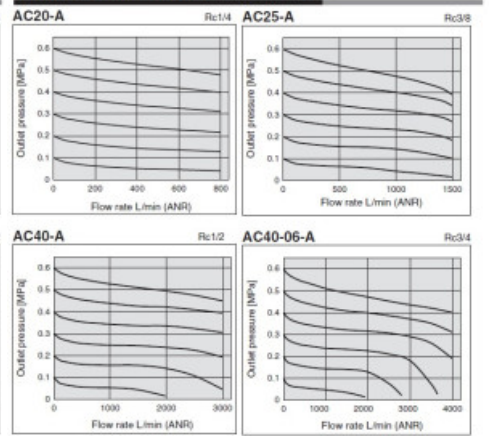 AC20-A Rc1/4
Outlet pressure [MPa]
0.6
0.5
0.4
0.3
0.2
0.1
0 200 400 600 800
Flow rate L/min (ANR)
AC25-A Rc3/8
Outlet pressure [MPa]
0.6
0.5
0.4
0.3
0.2
0.1
0 500 1000 1500
Flow rate L/min (ANR)
AC40-A Rc1/2
Outlet pressure [MPa]
0.6
0.5
0.4
0.3
0.2
0.1
0 1000 2000 3000
Flow rate L/min (ANR)
AC40-06-A Rc3/4
Outlet pressure [MPa]
0.6
0.5
0.4
0.3
0.2
0.1
0 1000 2000 3000 4000
Flow rate L/min (ANR)